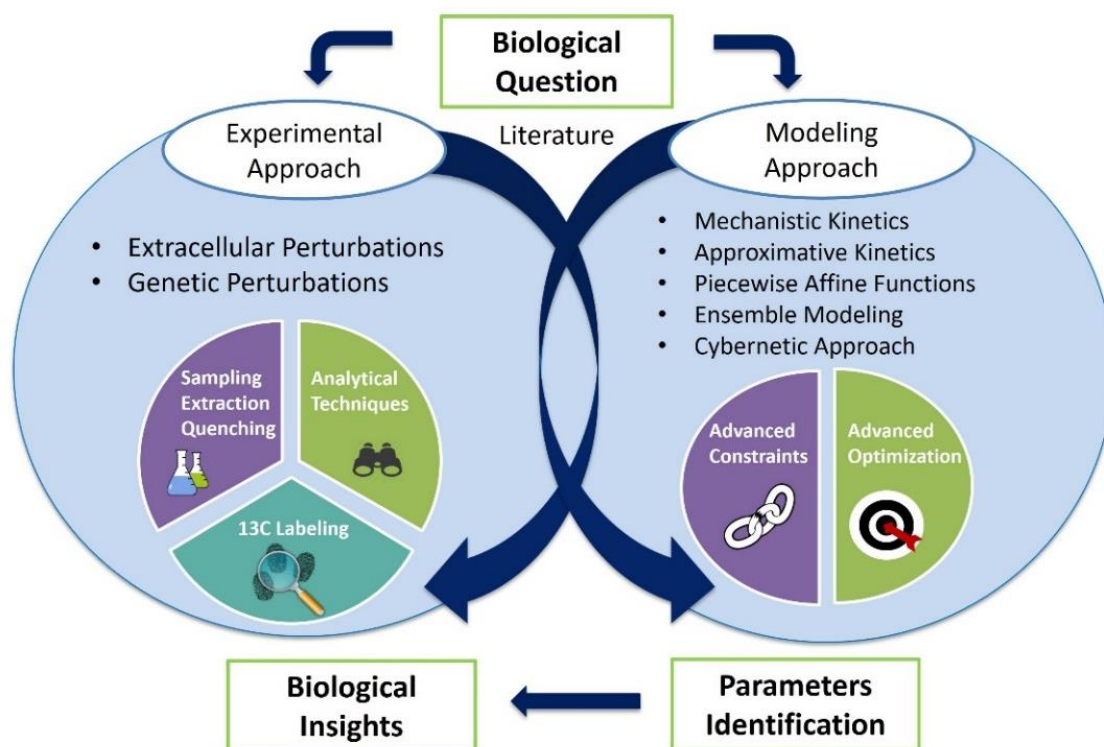 Biological
Question
Literature
Experimental
Approach
• Extracellular Perturbations
• Genetic Perturbations
Sampling
Extraction
Quenching
Analytical
Techniques
13C Labeling
Modeling
Approach
• Mechanistic Kinetics
• Approximative Kinetics
• Piecewise Affine Functions
• Ensemble Modeling
• Cybernetic Approach
Advanced
Constraints
Advanced
Optimization
Biological
Insights
Parameters
Identification